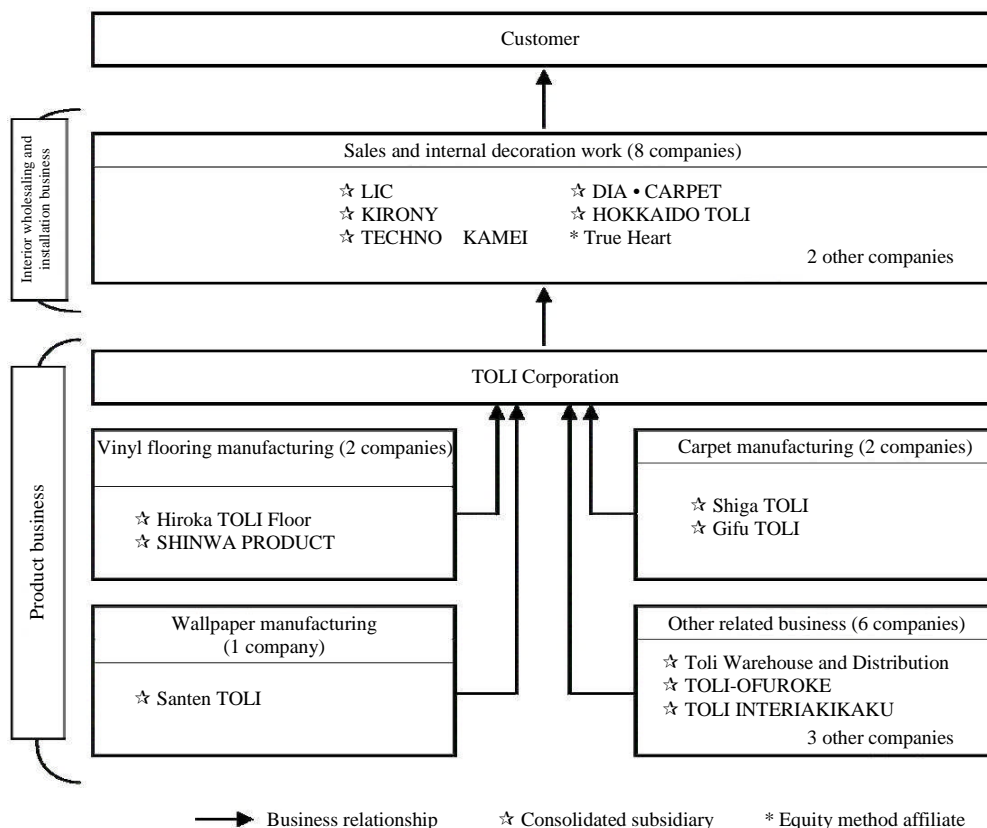 Customer
Interior wholesaling and
installation business
Sales and internal decoration work (8 companies)
☆ LIC
☆ KIRONY
☆ TECHNO KAMEI
☆ DIA • CARPET
☆ HOKKAIDO TOLI
* True Heart
2 other companies
Product business
TOLI Corporation
Vinyl flooring manufacturing (2 companies)
☆ Hiroka TOLI Floor
☆ SHINWA PRODUCT
Carpet manufacturing (2 companies)
☆ Shiga TOLI
☆ Gifu TOLI
Wallpaper manufacturing
(1 company)
☆ Santen TOLI
Other related business (6 companies)
☆ Toli Warehouse and Distribution
☆ TOLI-OFUROKE
☆ TOLI INTERIAKIKAKU
3 other companies
Business relationship ☆ Consolidated subsidiary * Equity method affiliate